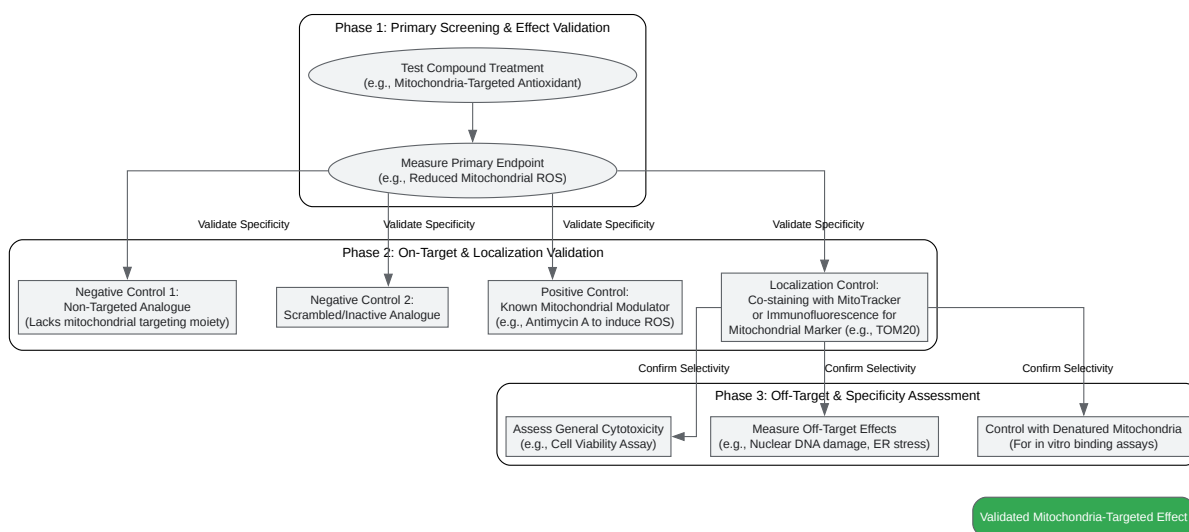 Phase 1: Primary Screening & Effect Validation
Test Compound Treatment
(e.g., Mitochondria-Targeted Antioxidant)
Measure Primary Endpoint
(e.g., Reduced Mitochondrial ROS)
Validate Specificity
Validate Specificity
Validate Specificity
Validate Specificity
Phase 2: On-Target & Localization Validation
Negative Control 1:
Non-Targeted Analogue
(Lacks mitochondrial targeting moiety)
Negative Control 2:
Scrambled/Inactive Analogue
Positive Control:
Known Mitochondrial Modulator
(e.g., Antimycin A to induce ROS)
Localization Control:
Co-staining with MitoTracker
or Immunofluorescence for
Mitochondrial Marker (e.g., TOM20)
Confirm Selectivity
Confirm Selectivity
Confirm Selectivity
Phase 3: Off-Target & Specificity Assessment
Assess General Cytotoxicity
(e.g., Cell Viability Assay)
Measure Off-Target Effects
(e.g., Nuclear DNA damage, ER stress)
Control with Denatured Mitochondria
(For in vitro binding assays)
Validated Mitochondria-Targeted Effect